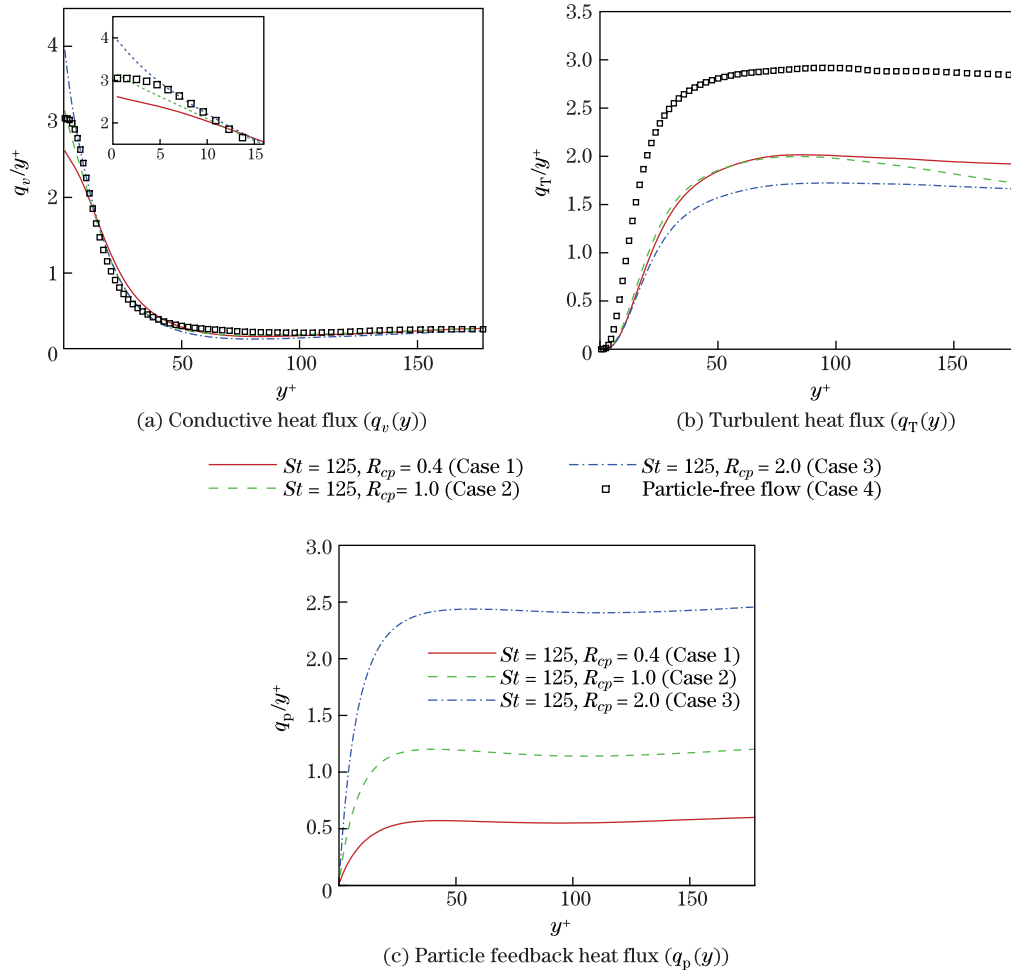 4
3
2
1
0
50
100
150
q_v/y⁺
y⁺
4
3
2
0
5
10
15
(a) Conductive heat flux (q_v(y))
3.5
3.0
2.5
2.0
1.5
1.0
0.5
0
50
100
150
q_T/y⁺
y⁺
(b) Turbulent heat flux (q_T(y))
St = 125, R_cp = 0.4 (Case 1)
St = 125, R_cp = 1.0 (Case 2)
St = 125, R_cp = 2.0 (Case 3)
Particle-free flow (Case 4)
3.0
2.5
2.0
1.5
1.0
0.5
0
50
100
150
q_p/y⁺
y⁺
St = 125, R_cp = 0.4 (Case 1)
St = 125, R_cp = 1.0 (Case 2)
St = 125, R_cp = 2.0 (Case 3)
(c) Particle feedback heat flux (q_p(y))